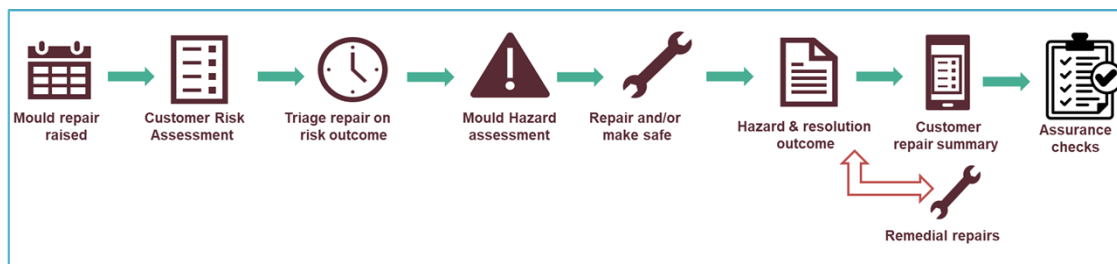 Mould repair
raised
Customer Risk
Assessment
Triage repair on
risk outcome
Mould Hazard
assessment
Repair and/or
make safe
Hazard & resolution
outcome
Customer
repair summary
Assurance
checks
Remedial repairs